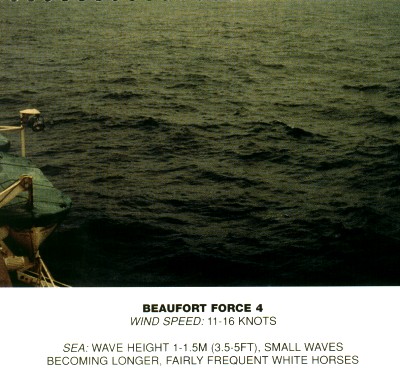 BEAUFORT FORCE 4
WIND SPEED: 11-16 KNOTS
SEA: WAVE HEIGHT 1-1.5M (3.5-5FT), SMALL WAVES
BECOMING LONGER, FAIRLY FREQUENT WHITE HORSES